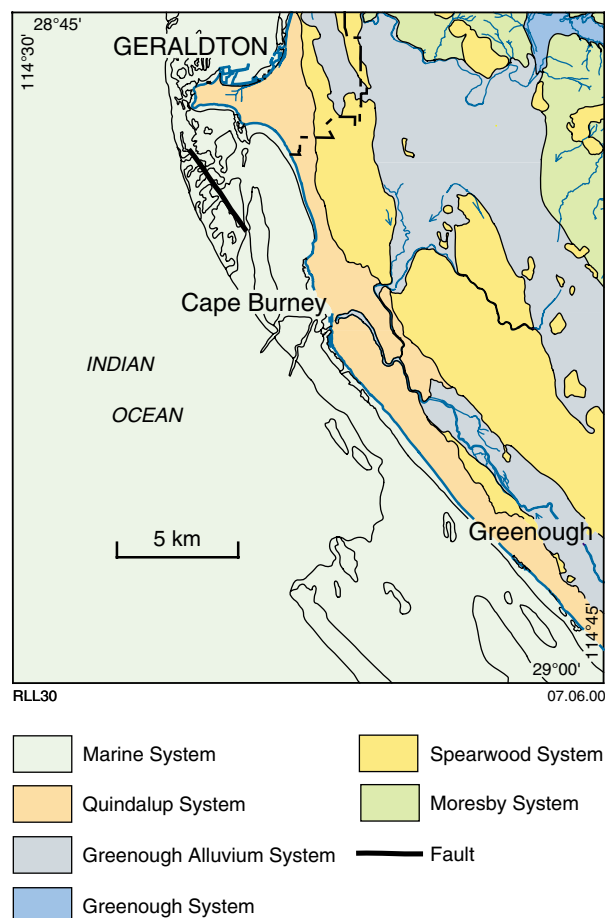 28°45'
114°30'
GERALDTON
Cape Burney
INDIAN
OCEAN
5 km
Greenough
114°45'
29°00'
RLL30
07.06.00
Marine System
Quindalup System
Greenough Alluvium System
Greenough System
Spearwood System
Moresby System
Fault